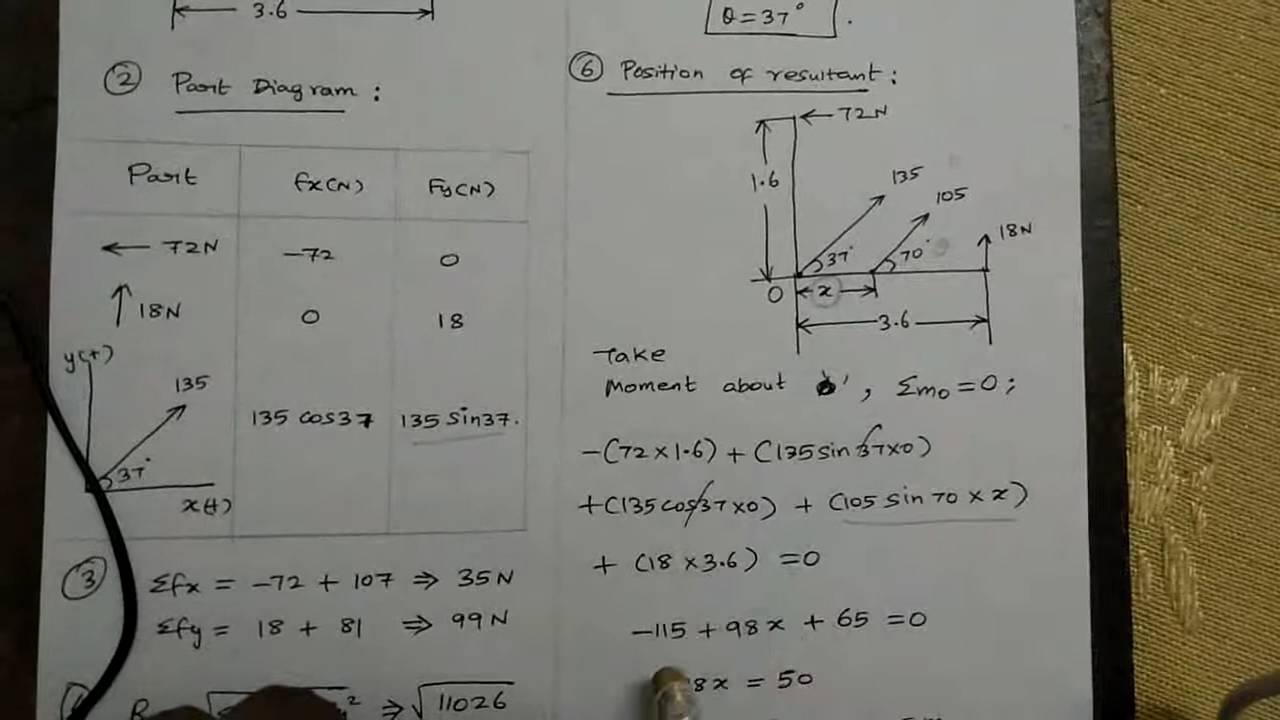 3.6
② Part Diagram :
Part fx(N) Fy(N)
← 72N -72 0
↑ 18N 0 18
y(+)
135
37°
x(+)
135 cos37 135 sin37.
③ Σfx = -72 + 107 ⇒ 35N
Σfy = 18 + 81 ⇒ 99N
R 2 ⇒ √11026
θ = 37° .
⑥ Position of resultant :
← 72N
1.6
135
105
18N
37°
70°
0
x
3.6
Take
Moment about ' , Σmo = 0 ;
-(72 × 1.6) + (135 sin 37 × 0)
+ (135 cos 37 × 0) + (105 sin 70 × x)
+ (18 × 3.6) = 0
-115 + 98x + 65 = 0
8x = 50